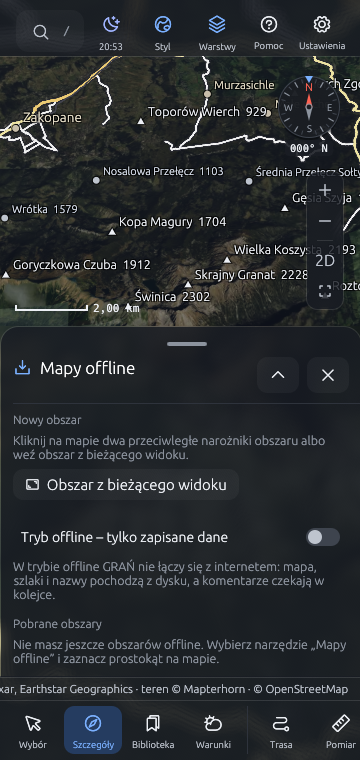 /
20:53
Styl
Warstwy
Pomoc
Ustawienia
Murzasichle
Zakopane
Toporów Wierch 929
N
W
E
S
000° N
Nosalowa Przełęcz 1103
Średnia Przełęcz
Gęsia Szyja
Wrótka 1579
Kopa Magury 1704
Wielka Koszysta 2193
2D
Goryczkowa Czuba 1912
Skrajny Granat 2228
Świnica 2302
2,00 km
Mapy offline
Nowy obszar
Kliknij na mapie dwa przeciwległe narożniki obszaru albo
weź obszar z bieżącego widoku.
Obszar z bieżącego widoku
Tryb offline – tylko zapisane dane
W trybie offline GRAŃ nie łączy się z internetem: mapa,
szlaki i nazwy pochodzą z dysku, a komentarze czekają w
kolejce.
Pobrane obszary
Nie masz jeszcze obszarów offline. Wybierz narzędzie „Mapy
offline” i zaznacz prostokąt na mapie.
xar, Earthstar Geographics · teren © Mapterhorn · © OpenStreetMap
Wybór
Szczegóły
Biblioteka
Warunki
Trasa
Pomiar